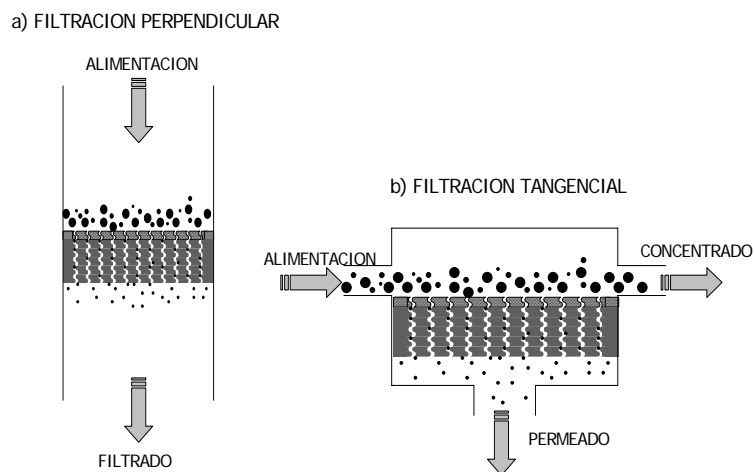 a) FILTRACION PERPENDICULAR
ALIMENTACION
FILTRADO
b) FILTRACION TANGENCIAL
ALIMENTACION
CONCENTRADO
PERMEADO